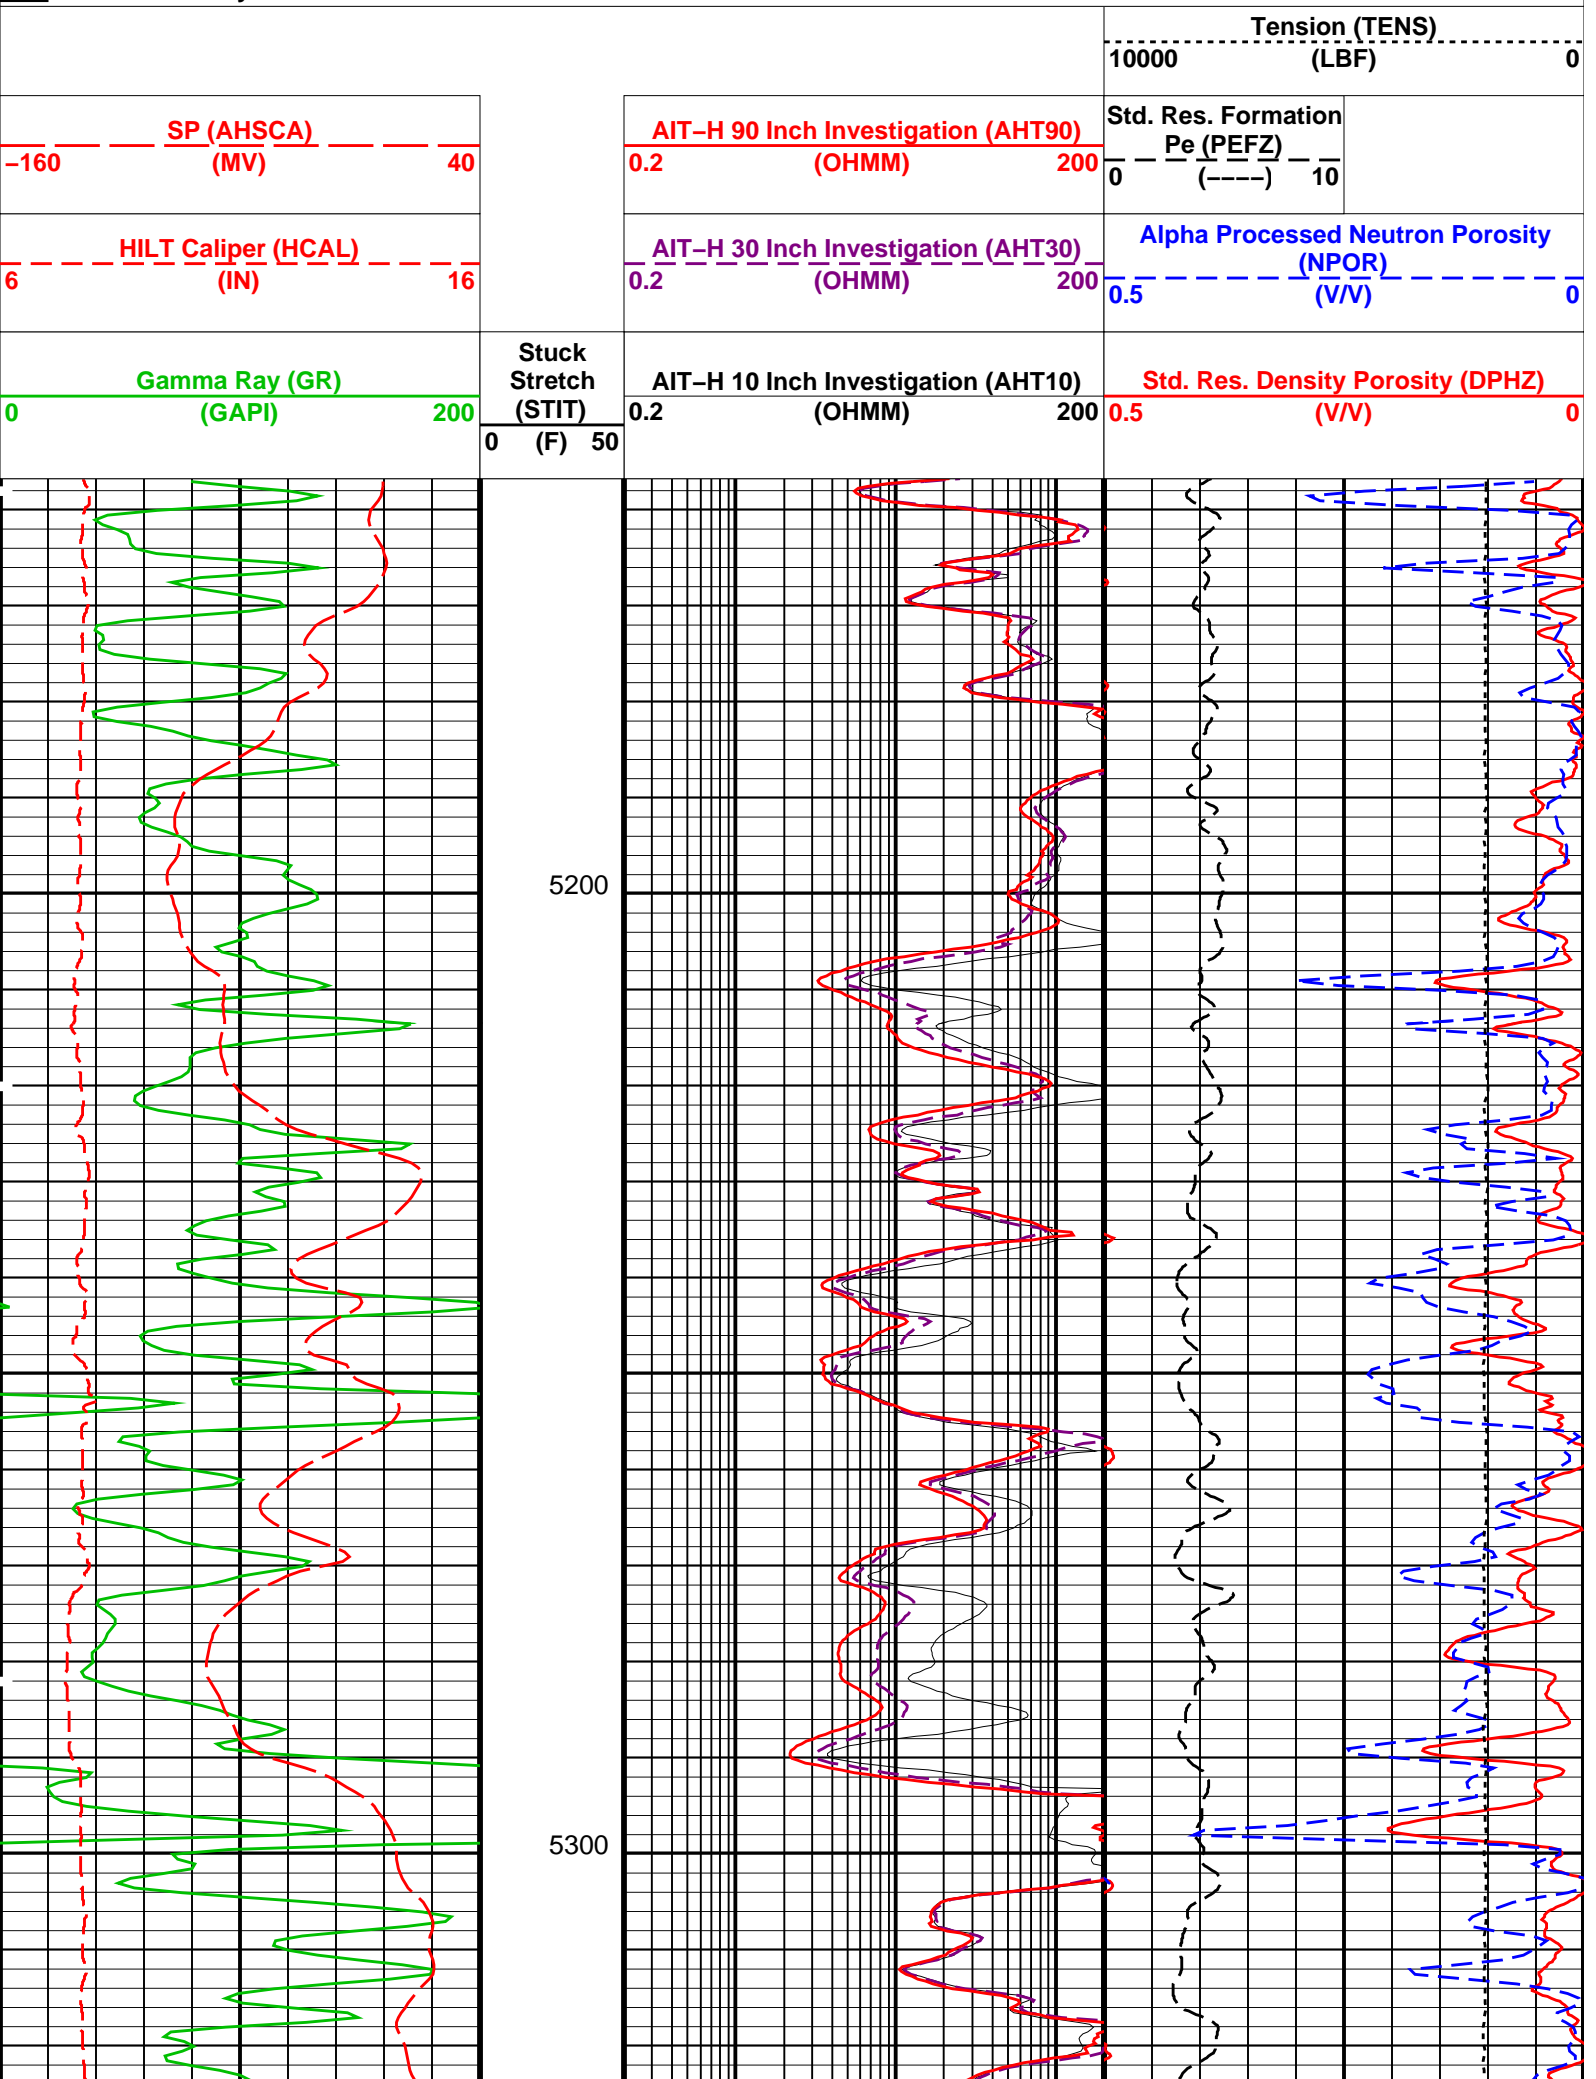 Tension (TENS)
10000 (LBF) 0
SP (AHSCA)
−160 (MV) 40
AIT−H 90 Inch Investigation (AHT90)
0.2 (OHMM) 200
Std. Res. Formation
Pe (PEFZ)
0 (−−−−) 10
HILT Caliper (HCAL)
6 (IN) 16
AIT−H 30 Inch Investigation (AHT30)
0.2 (OHMM) 200
Alpha Processed Neutron Porosity
(NPOR)
0.5 (V/V) 0
Gamma Ray (GR)
0 (GAPI) 200
Stuck
Stretch
(STIT)
0 (F) 50
AIT−H 10 Inch Investigation (AHT10)
0.2 (OHMM) 200
Std. Res. Density Porosity (DPHZ)
0.5 (V/V) 0
5200
5300